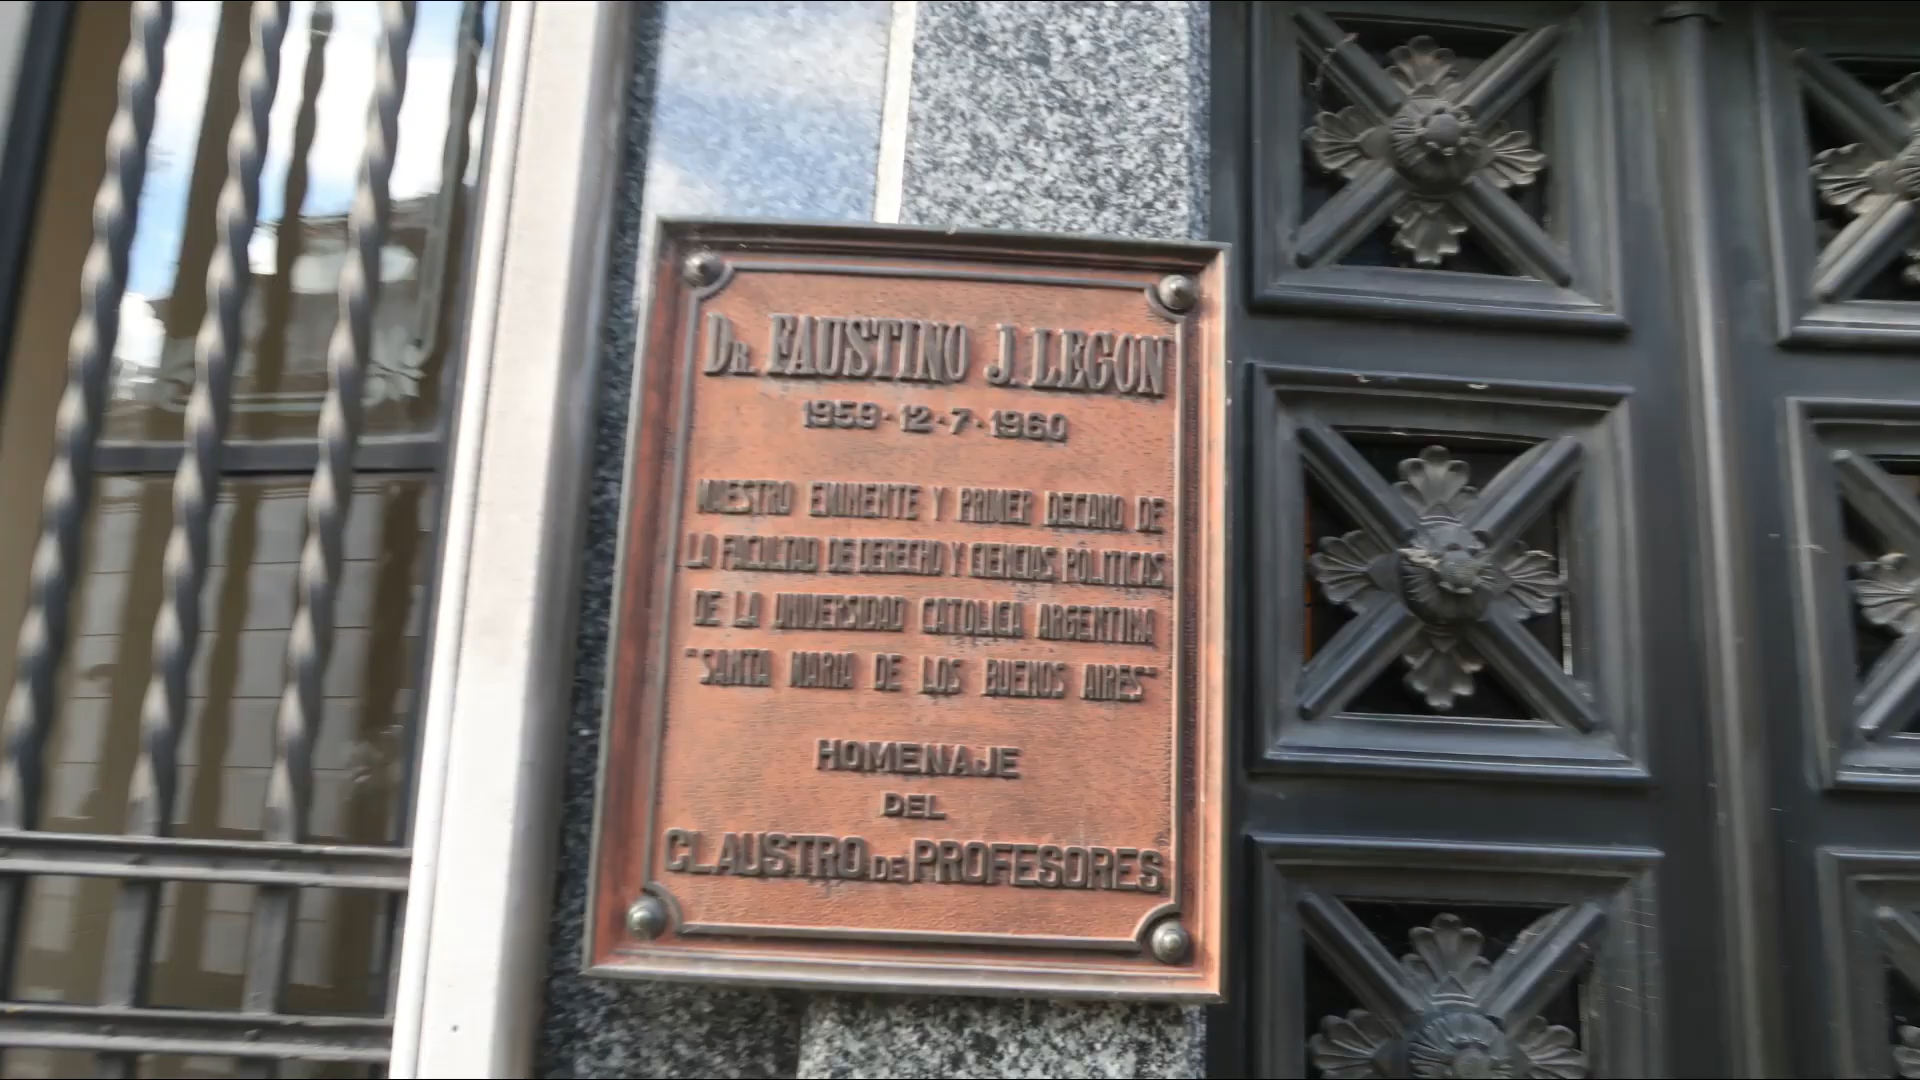 DR. FAUSTINO J. LEGON
1959·12·7·1960
NUESTRO EMINENTE Y PRIMER DECANO DE
LA FACULTAD DE DERECHO Y CIENCIAS POLITICAS
DE LA UNIVERSIDAD CATOLICA ARGENTINA
"SANTA MARIA DE LOS BUENOS AIRES"
HOMENAJE
DEL
CLAUSTRO DE PROFESORES